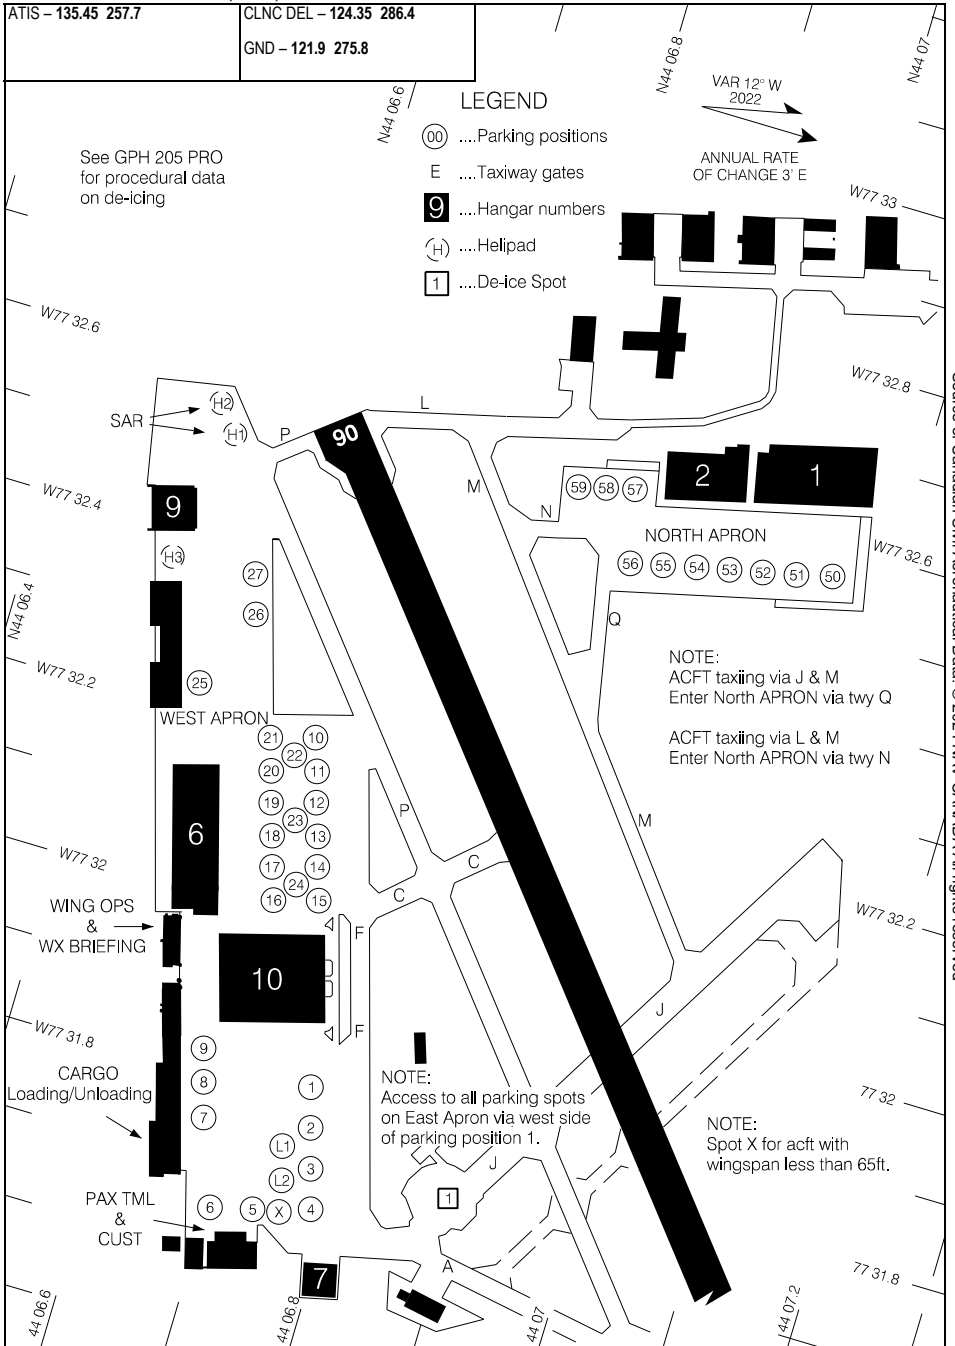 ATIS – 135.45 257.7
CLNC DEL – 124.35 286.4
GND – 121.9 275.8
N44 06.6
N44 06.8
N44 07
LEGEND
00 ....Parking positions
E ....Taxiway gates
9 ....Hangar numbers
(H) ....Helipad
1 ....De-ice Spot
VAR 12° W
2022
ANNUAL RATE
OF CHANGE 3' E
See GPH 205 PRO
for procedural data
on de-icing
W77 33
W77 32.6
W77 32.8
SAR
H2
H1
P
90
L
M
N
59 58 57
2
1
W77 32.4
9
H3
NORTH APRON
56 55 54 53 52 51 50
W77 32.6
27
26
N44 06.4
Q
W77 32.2
25
WEST APRON
NOTE:
ACFT taxiing via J & M
Enter North APRON via twy Q
ACFT taxiing via L & M
Enter North APRON via twy N
21 10
22
20 11
19 12
23
18 13
17 14
24
16 15
6
P
C
C
M
W77 32
WING OPS
&
WX BRIEFING
10
F
F
W77 32.2
J
W77 31.8
CARGO
Loading/Unloading
9
8
7
1
2
L1
3
L2
6
5
X
4
NOTE:
Access to all parking spots
on East Apron via west side
of parking position 1.
J
1
77 32
NOTE:
Spot X for acft with
wingspan less than 65ft.
PAX TML
&
CUST
7
A
77 31.8
44 06.6
44 06.8
44 07
44 07.2